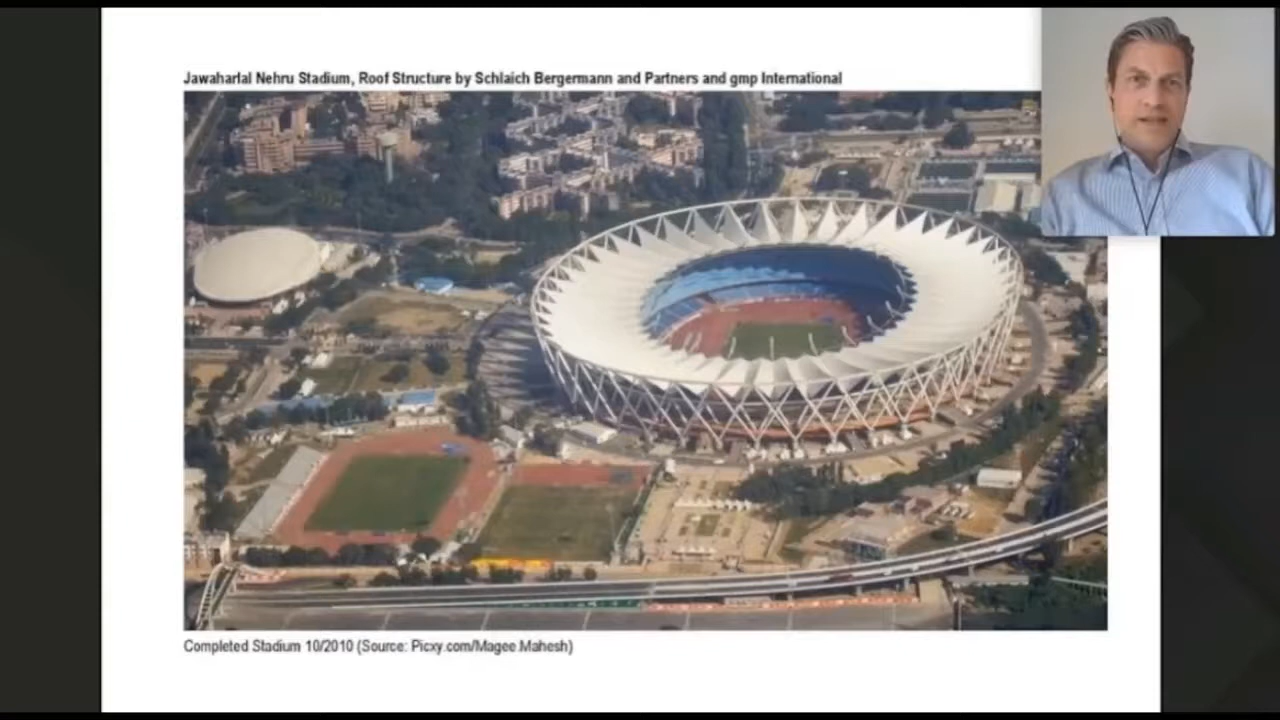 Jawaharlal Nehru Stadium, Roof Structure by Schlaich Bergermann and Partners and gmp International
Completed Stadium 10/2010 (Source: Picxy.com/Magee.Mahesh)